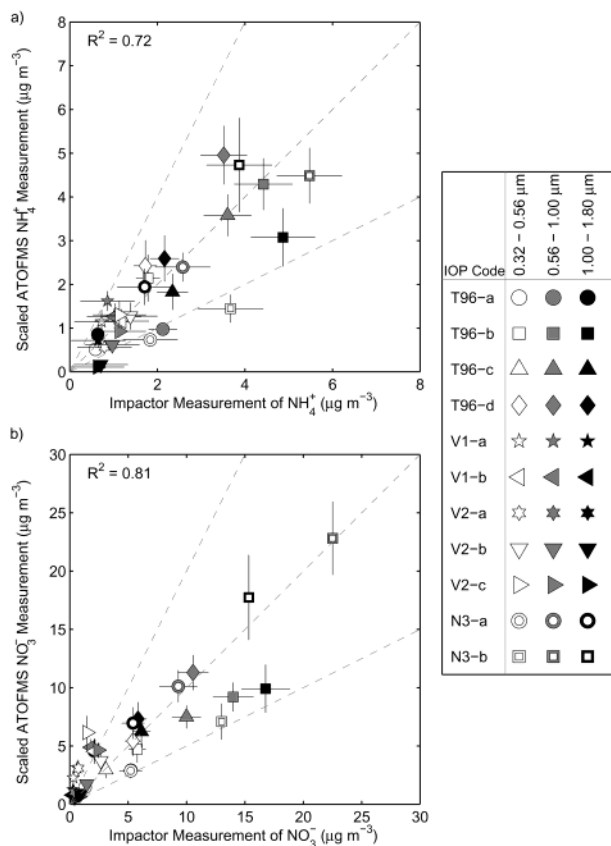 a)
R² = 0.72
Scaled ATOFMS NH₄⁺ Measurement (μg m⁻³)
8
7
6
5
4
3
2
1
0
0 2 4 6 8
Impactor Measurement of NH₄⁺ (μg m⁻³)
b)
R² = 0.81
Scaled ATOFMS NO₃⁻ Measurement (μg m⁻³)
30
25
20
15
10
5
0
0 5 10 15 20 25 30
Impactor Measurement of NO₃⁻ (μg m⁻³)
IOP Code
0.32 − 0.56 μm
0.56 − 1.00 μm
1.00 − 1.80 μm
T96−a
T96−b
T96−c
T96−d
V1−a
V1−b
V2−a
V2−b
V2−c
N3−a
N3−b